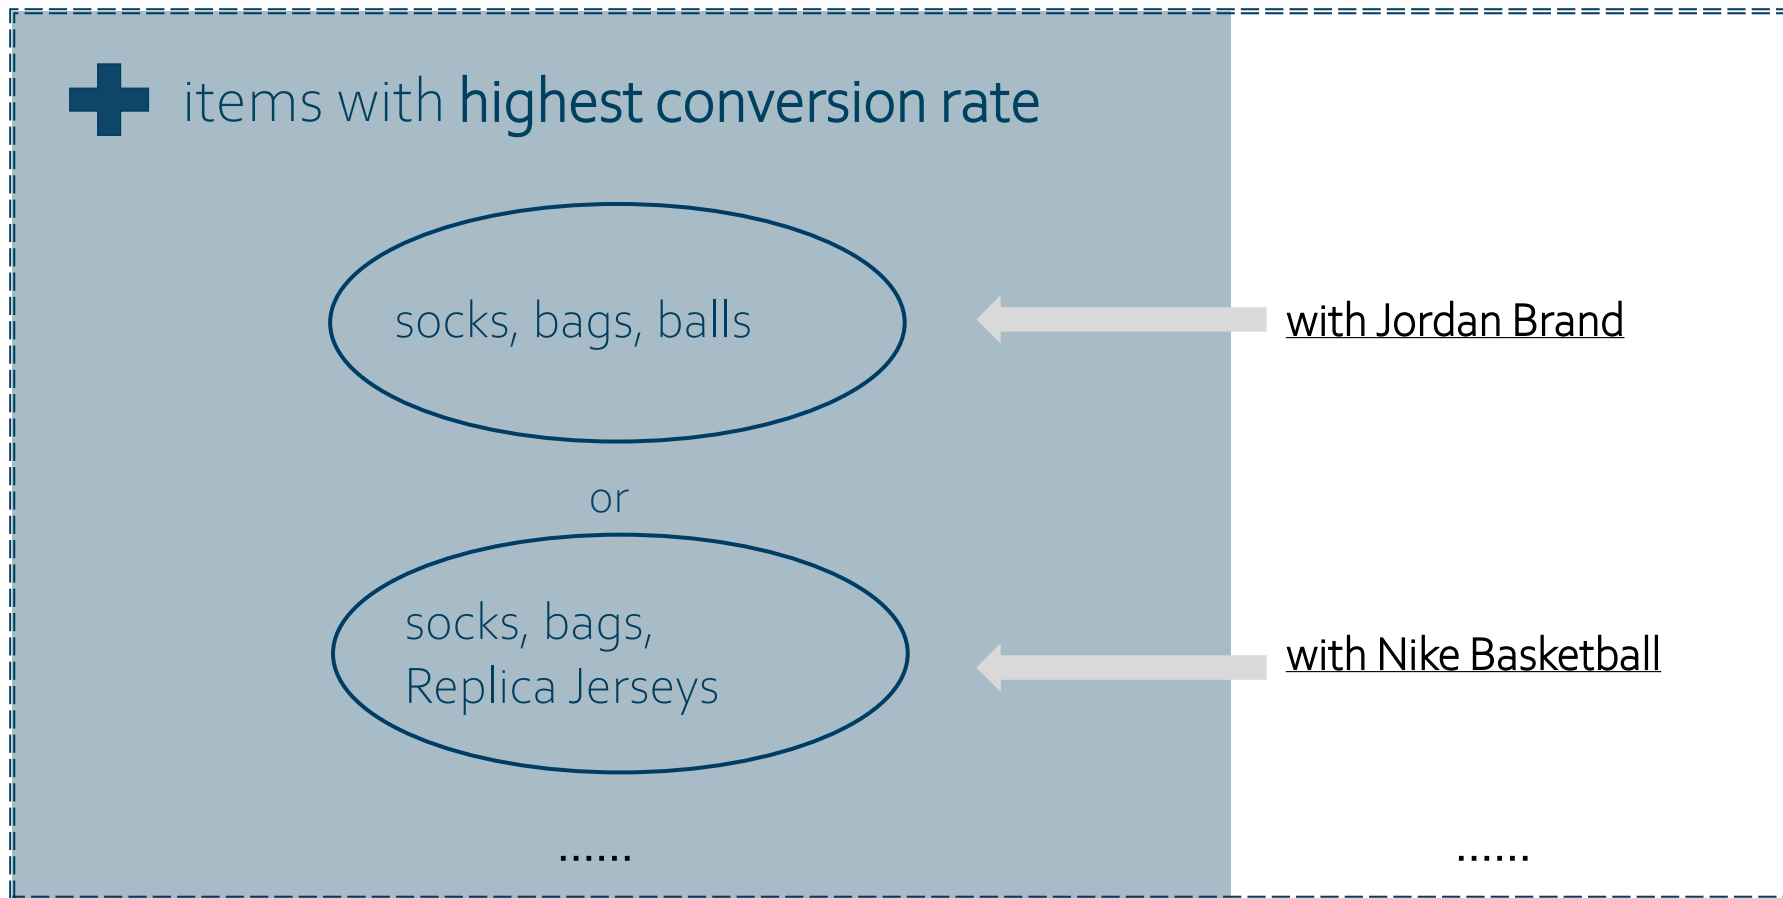 items with highest conversion rate
socks, bags, balls
with Jordan Brand
or
socks, bags,
Replica Jerseys
with Nike Basketball
......
......